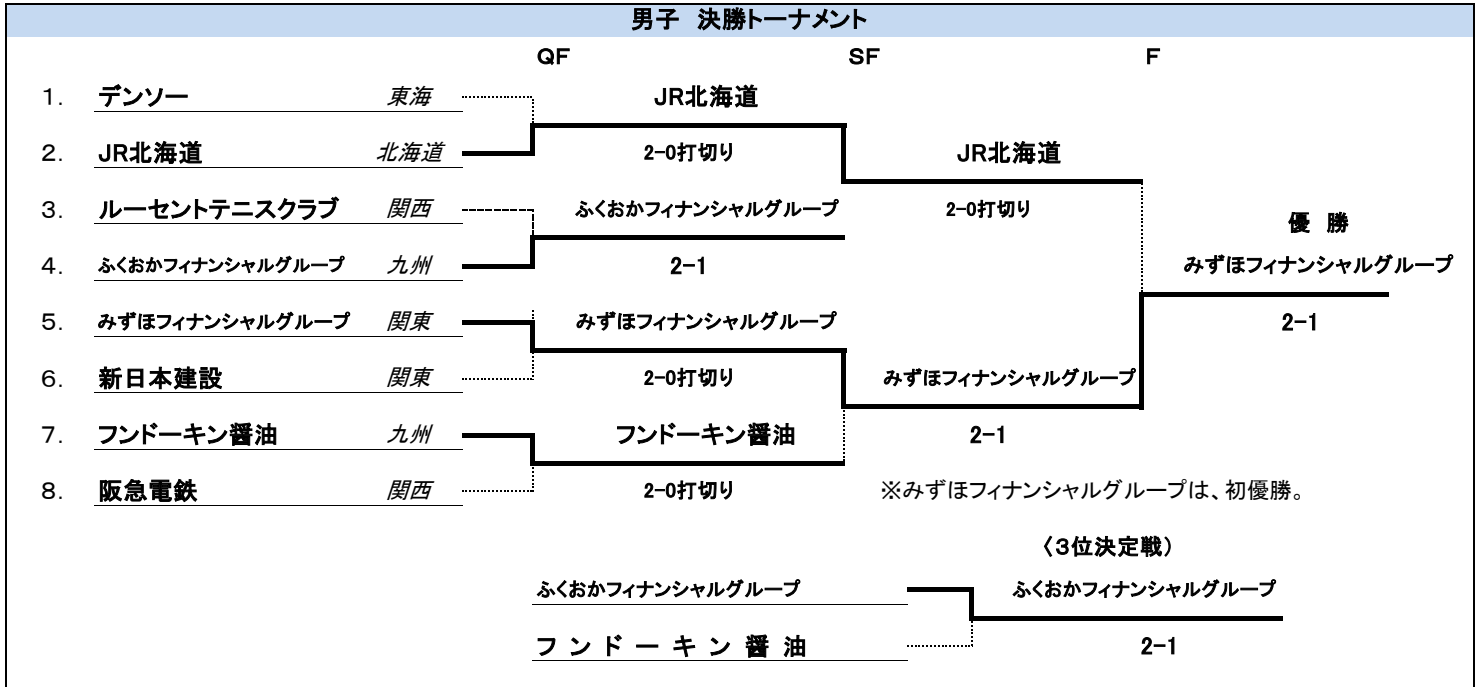 男子 決勝トーナメント
QF SF F
1. デンソー 東海 JR北海道
2. JR北海道 北海道 2-0打切り JR北海道
3. ルーセントテニスクラブ 関西 ふくおかフィナンシャルグループ 2-0打切り
優 勝
4. ふくおかフィナンシャルグループ 九州 2-1 みずほフィナンシャルグループ
5. みずほフィナンシャルグループ 関東 みずほフィナンシャルグループ 2-1
6. 新日本建設 関東 2-0打切り みずほフィナンシャルグループ
7. フンドーキン醤油 九州 フンドーキン醤油 2-1
8. 阪急電鉄 関西 2-0打切り ※みずほフィナンシャルグループは、初優勝。
〈3位決定戦〉
ふくおかフィナンシャルグループ ふくおかフィナンシャルグループ
フンドーキン醤油 2-1